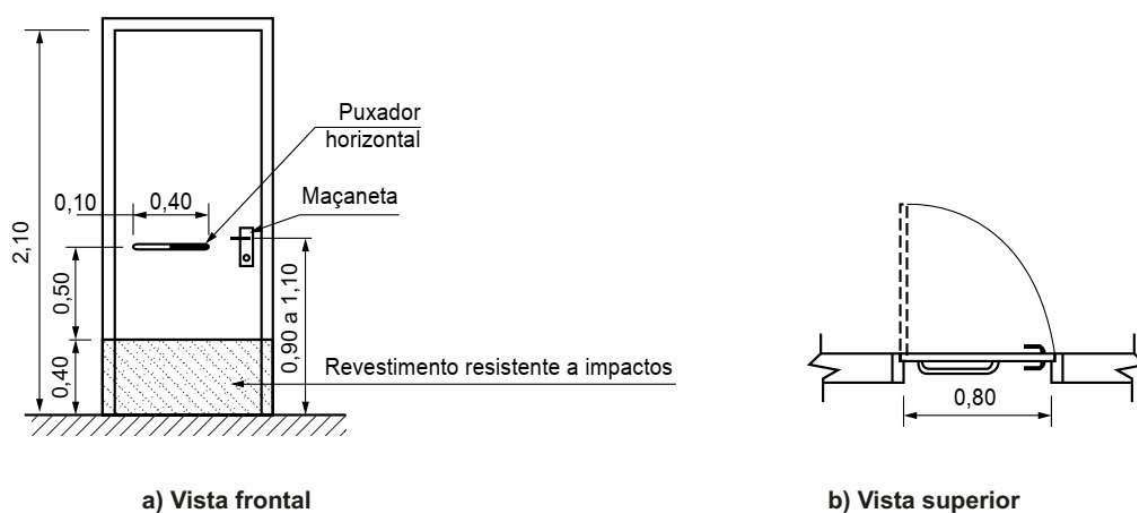 Puxador
horizontal
0,10
0,40
Maçaneta
2,10
0,50
0,90 a 1,10
0,40
Revestimento resistente a impactos
0,80
a) Vista frontal
b) Vista superior